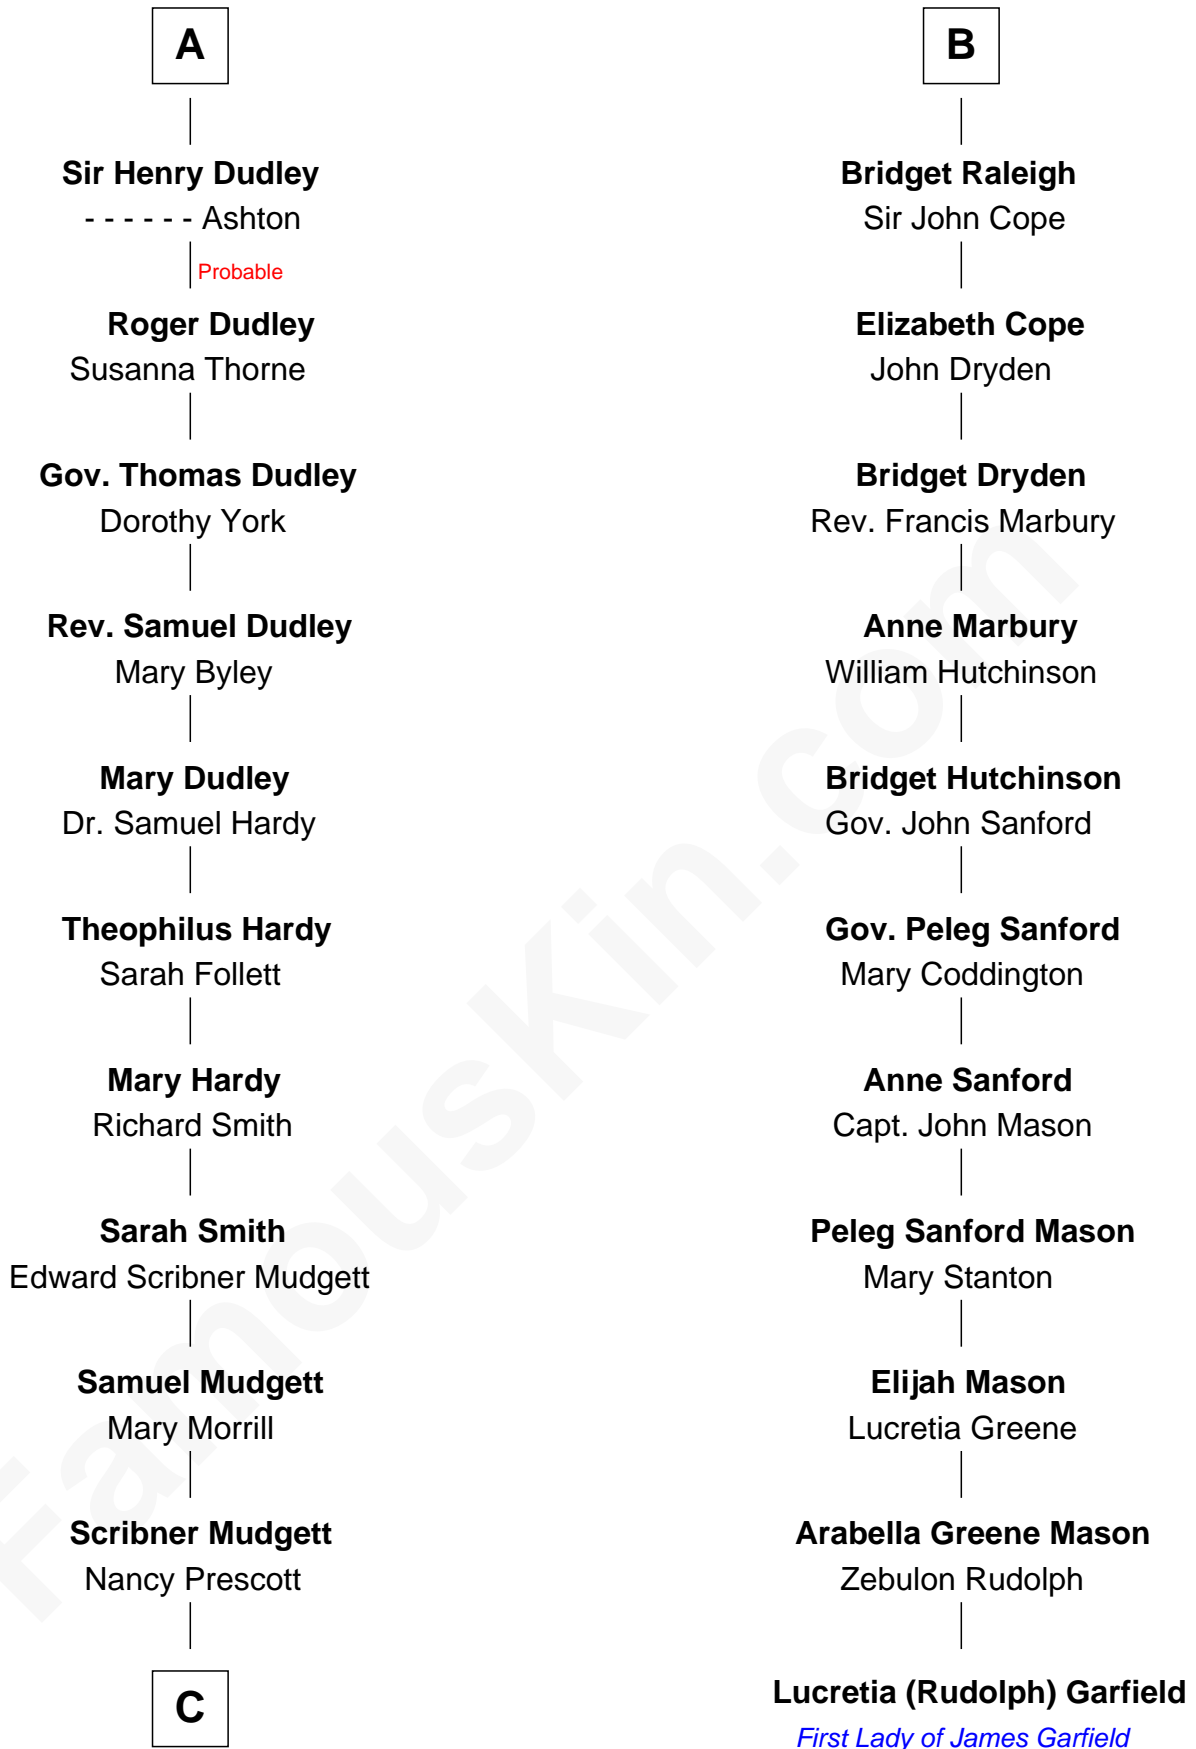 A
Sir Henry Dudley
- - - - - - Ashton
Probable
Roger Dudley
Susanna Thorne
Gov. Thomas Dudley
Dorothy York
Rev. Samuel Dudley
Mary Byley
Mary Dudley
Dr. Samuel Hardy
Theophilus Hardy
Sarah Follett
Mary Hardy
Richard Smith
Sarah Smith
Edward Scribner Mudgett
Samuel Mudgett
Mary Morrill
Scribner Mudgett
Nancy Prescott
C
B
Bridget Raleigh
Sir John Cope
Elizabeth Cope
John Dryden
Bridget Dryden
Rev. Francis Marbury
Anne Marbury
William Hutchinson
Bridget Hutchinson
Gov. John Sanford
Gov. Peleg Sanford
Mary Coddington
Anne Sanford
Capt. John Mason
Peleg Sanford Mason
Mary Stanton
Elijah Mason
Lucretia Greene
Arabella Greene Mason
Zebulon Rudolph
Lucretia (Rudolph) Garfield
First Lady of James Garfield
FamousKin.com